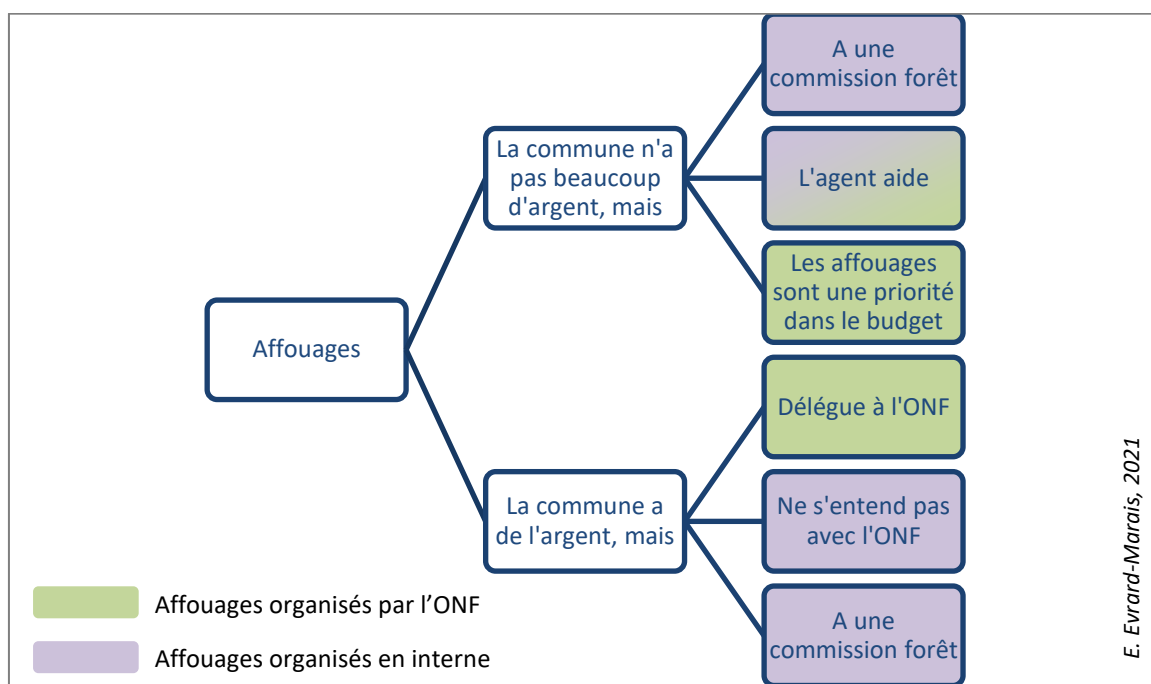 A une
commission forêt
La commune n'a
pas beaucoup
d'argent, mais
L'agent aide
Les affouages
sont une priorité
dans le budget
Affouages
Délégue à l'ONF
La commune a
de l'argent, mais
Ne s'entend pas
avec l'ONF
A une
commission forêt
Affouages organisés par l’ONF
Affouages organisés en interne
E. Evrard-Marais, 2021